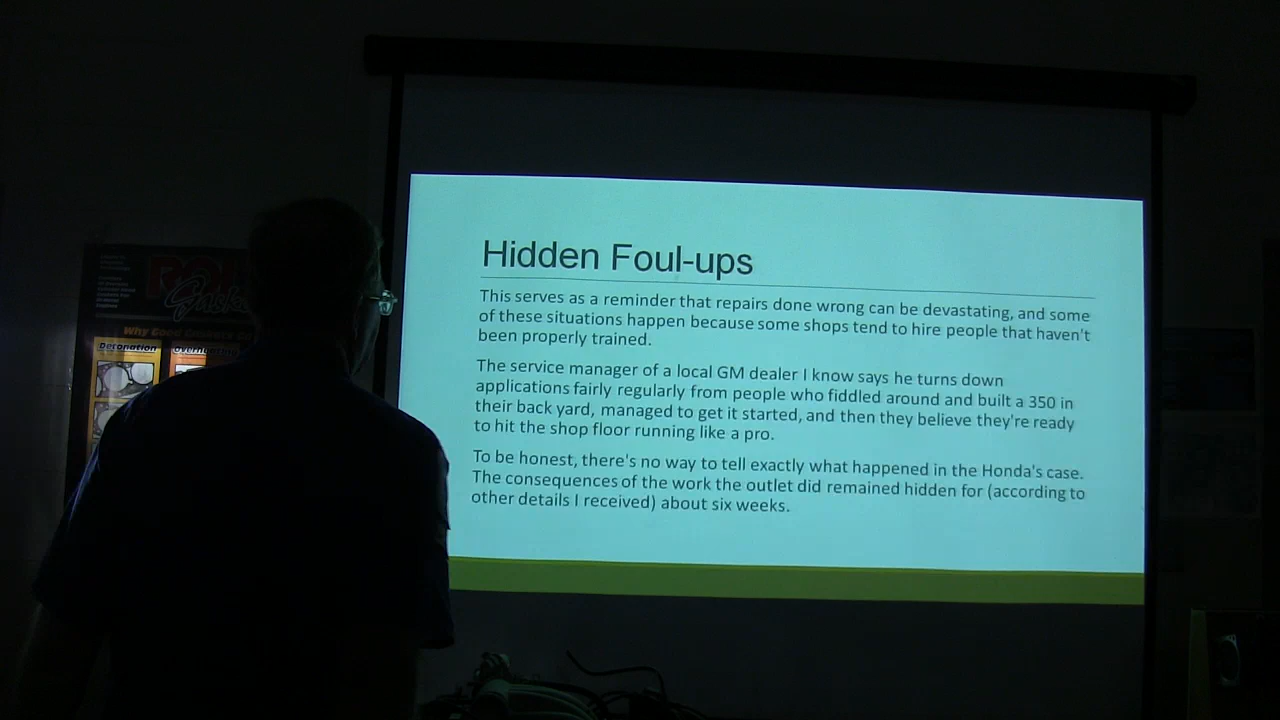 Hidden Foul-ups
This serves as a reminder that repairs done wrong can be devastating, and some
of these situations happen because some shops tend to hire people that haven't
been properly trained.
The service manager of a local GM dealer I know says he turns down
applications fairly regularly from people who fiddled around and built a 350 in
their back yard, managed to get it started, and then they believe they're ready
to hit the shop floor running like a pro.
To be honest, there's no way to tell exactly what happened in the Honda's case.
The consequences of the work the outlet did remained hidden for (according to
other details I received) about six weeks.
Why Good Gaskets
Detonation